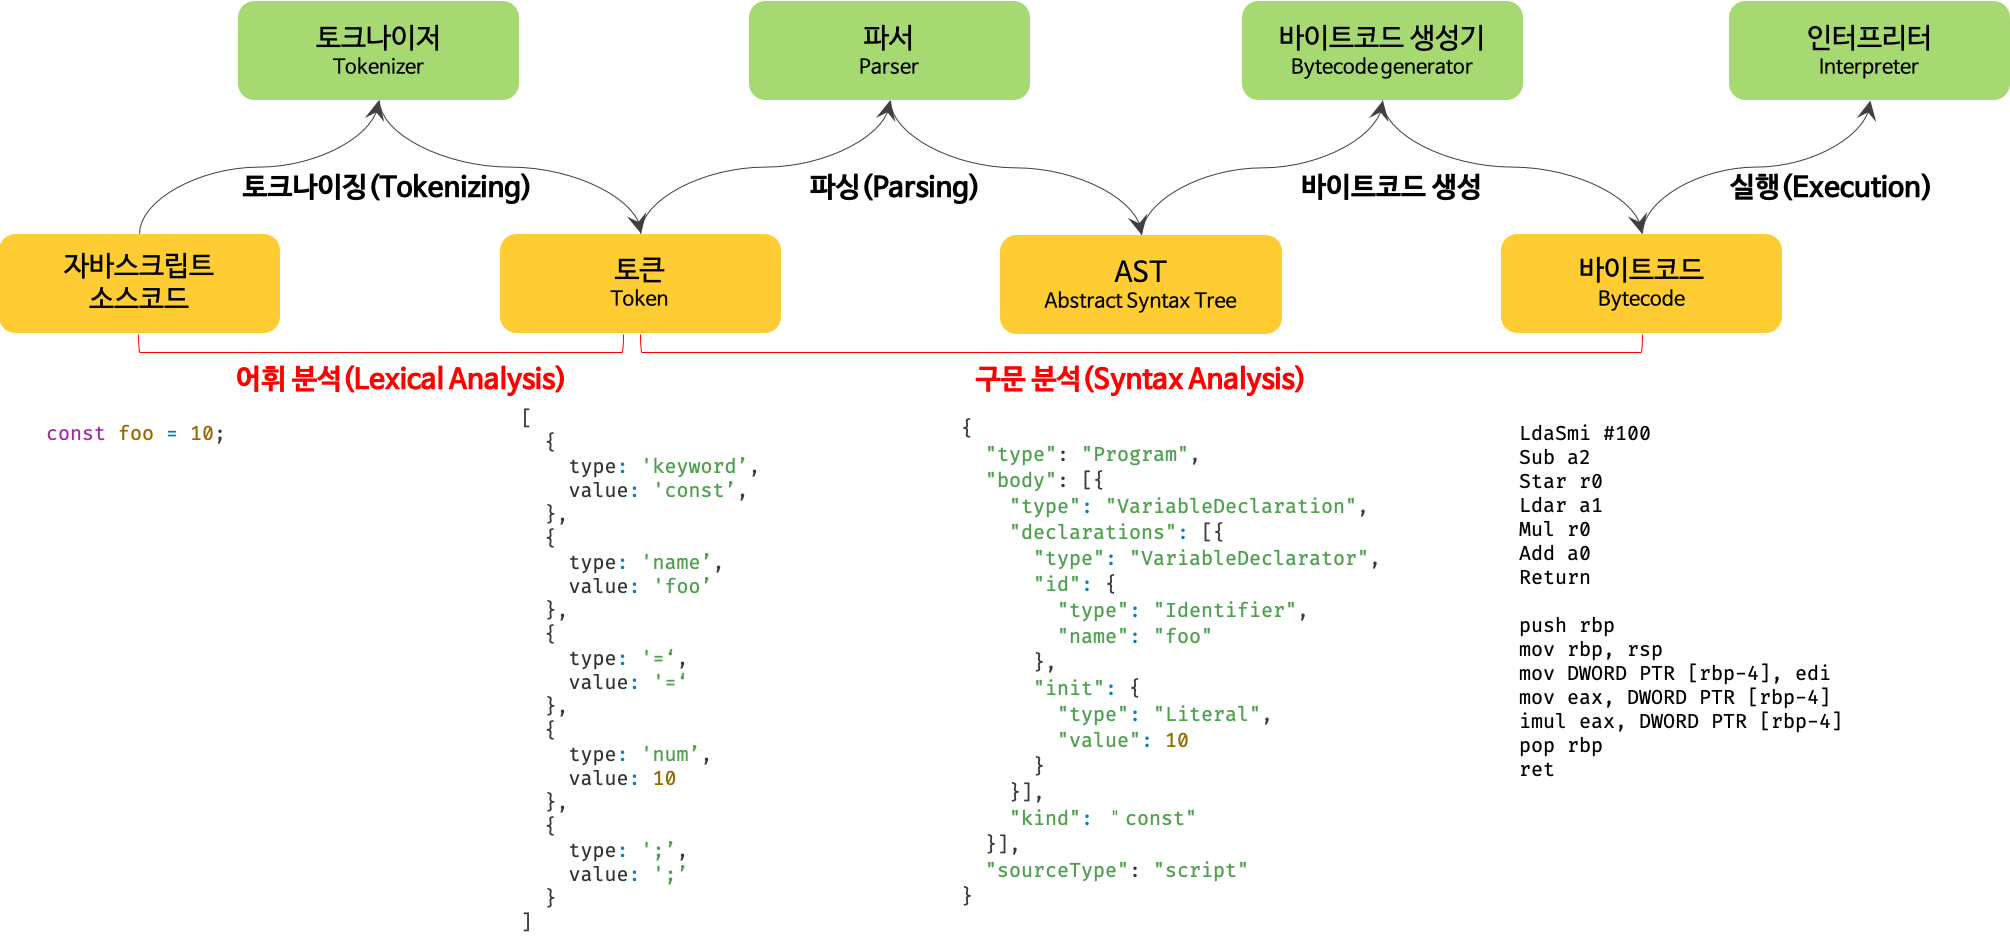 토크나이저
Tokenizer
파서
Parser
바이트코드 생성기
Bytecode generator
인터프리터
Interpreter
토크나이징(Tokenizing)
파싱(Parsing)
바이트코드 생성
실행(Execution)
자바스크립트
소스코드
토큰
Token
AST
Abstract Syntax Tree
바이트코드
Bytecode
어휘 분석(Lexical Analysis)
구문 분석(Syntax Analysis)
const foo = 10;
[
  {
    type: 'keyword’,
    value: 'const’,
  },
  {
    type: 'name’,
    value: 'foo’
  },
  {
    type: '=‘,
    value: '=‘
  },
  {
    type: 'num’,
    value: 10
  },
  {
    type: ';’,
    value: ';’
  }
]
{
  "type": "Program",
  "body": [{
    "type": "VariableDeclaration",
    "declarations": [{
      "type": "VariableDeclarator",
      "id": {
        "type": "Identifier",
        "name": "foo"
      },
      "init": {
        "type": "Literal",
        "value": 10
      }
    }],
    "kind": "const"
  }],
  "sourceType": "script"
}
LdaSmi #100
Sub a2
Star r0
Ldar a1
Mul r0
Add a0
Return
push rbp
mov rbp, rsp
mov DWORD PTR [rbp-4], edi
mov eax, DWORD PTR [rbp-4]
imul eax, DWORD PTR [rbp-4]
pop rbp
ret